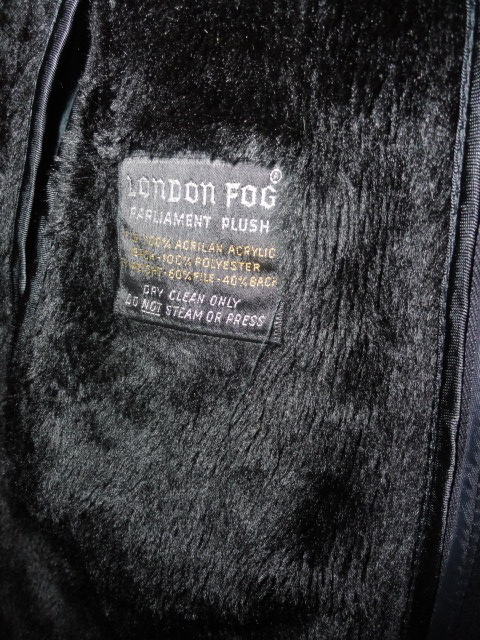 LONDON FOG®
PARLIAMENT PLUSH
100% ACRILAN ACRYLIC
100% POLYESTER
60% PILE - 40% BACK
DRY CLEAN ONLY
DO NOT STEAM OR PRESS